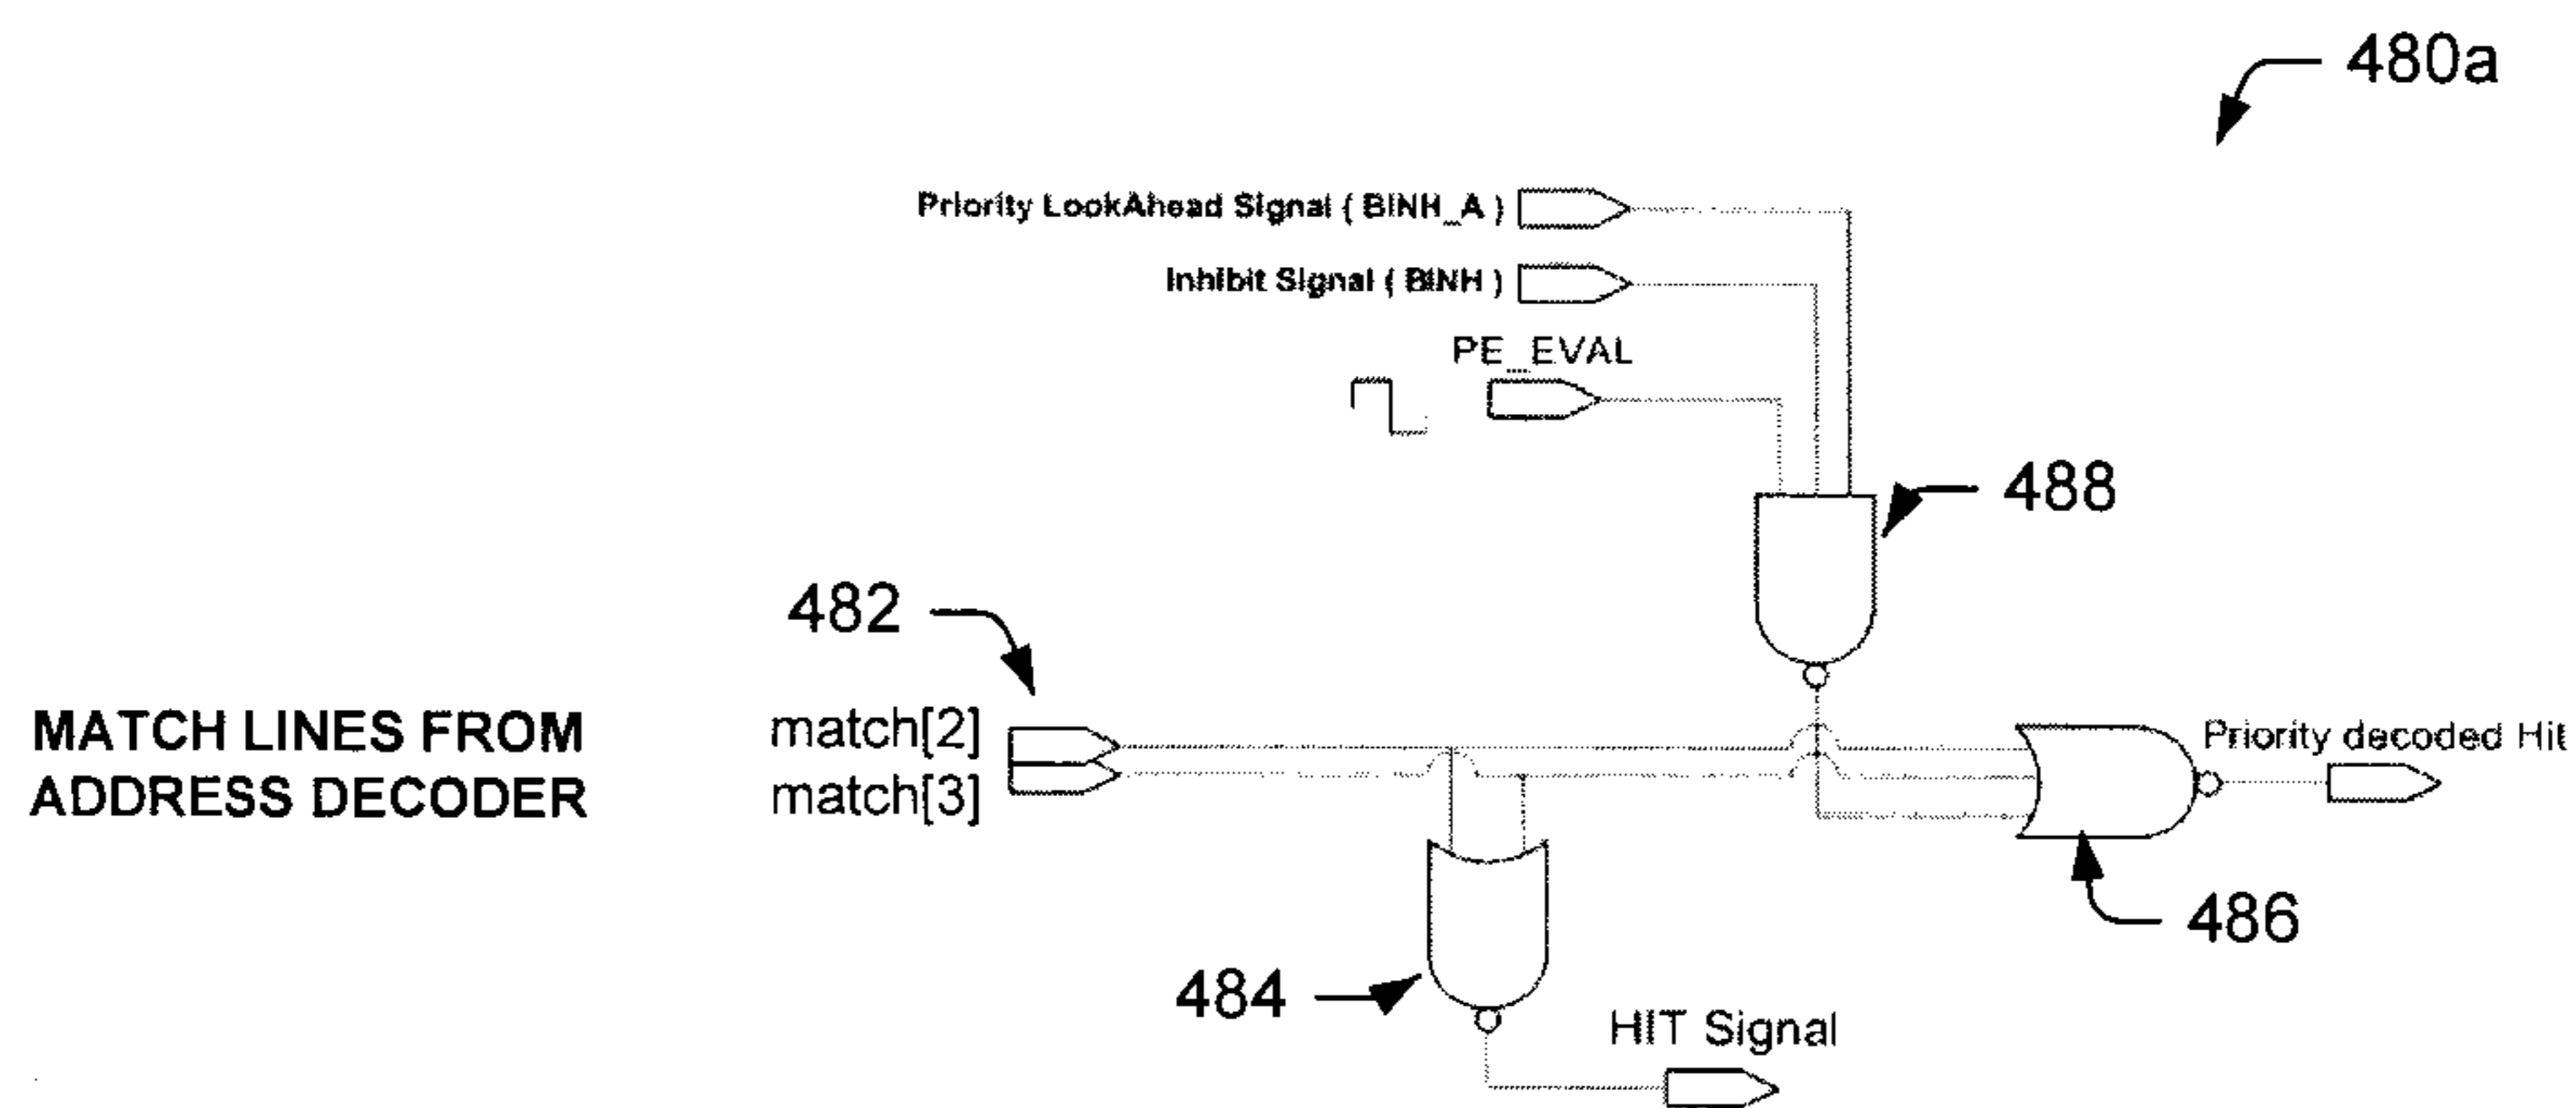 480a
Priority LookAhead Signal ( BINH_A )
Inhibit Signal ( BINH )
PE_EVAL
488
482
MATCH LINES FROM
ADDRESS DECODER
match[2]
match[3]
Priority decoded Hit
486
484
HIT Signal